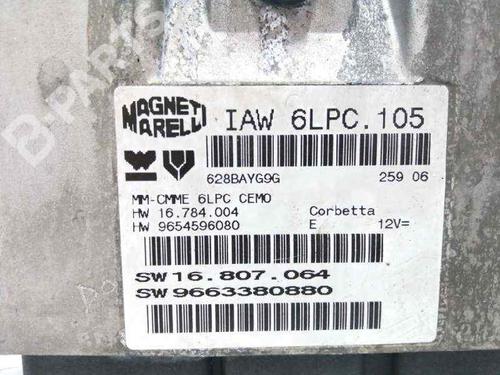 B-PARTS
MAGNETI
MARELLI
IAW 6LPC.105
628BAYG9G 259 06
MM-CMME 6LPC CEMO
HW 16.784.004 Corbetta
HW 9654596080 E 12V=
SW 16.807.064
SW 9663380880